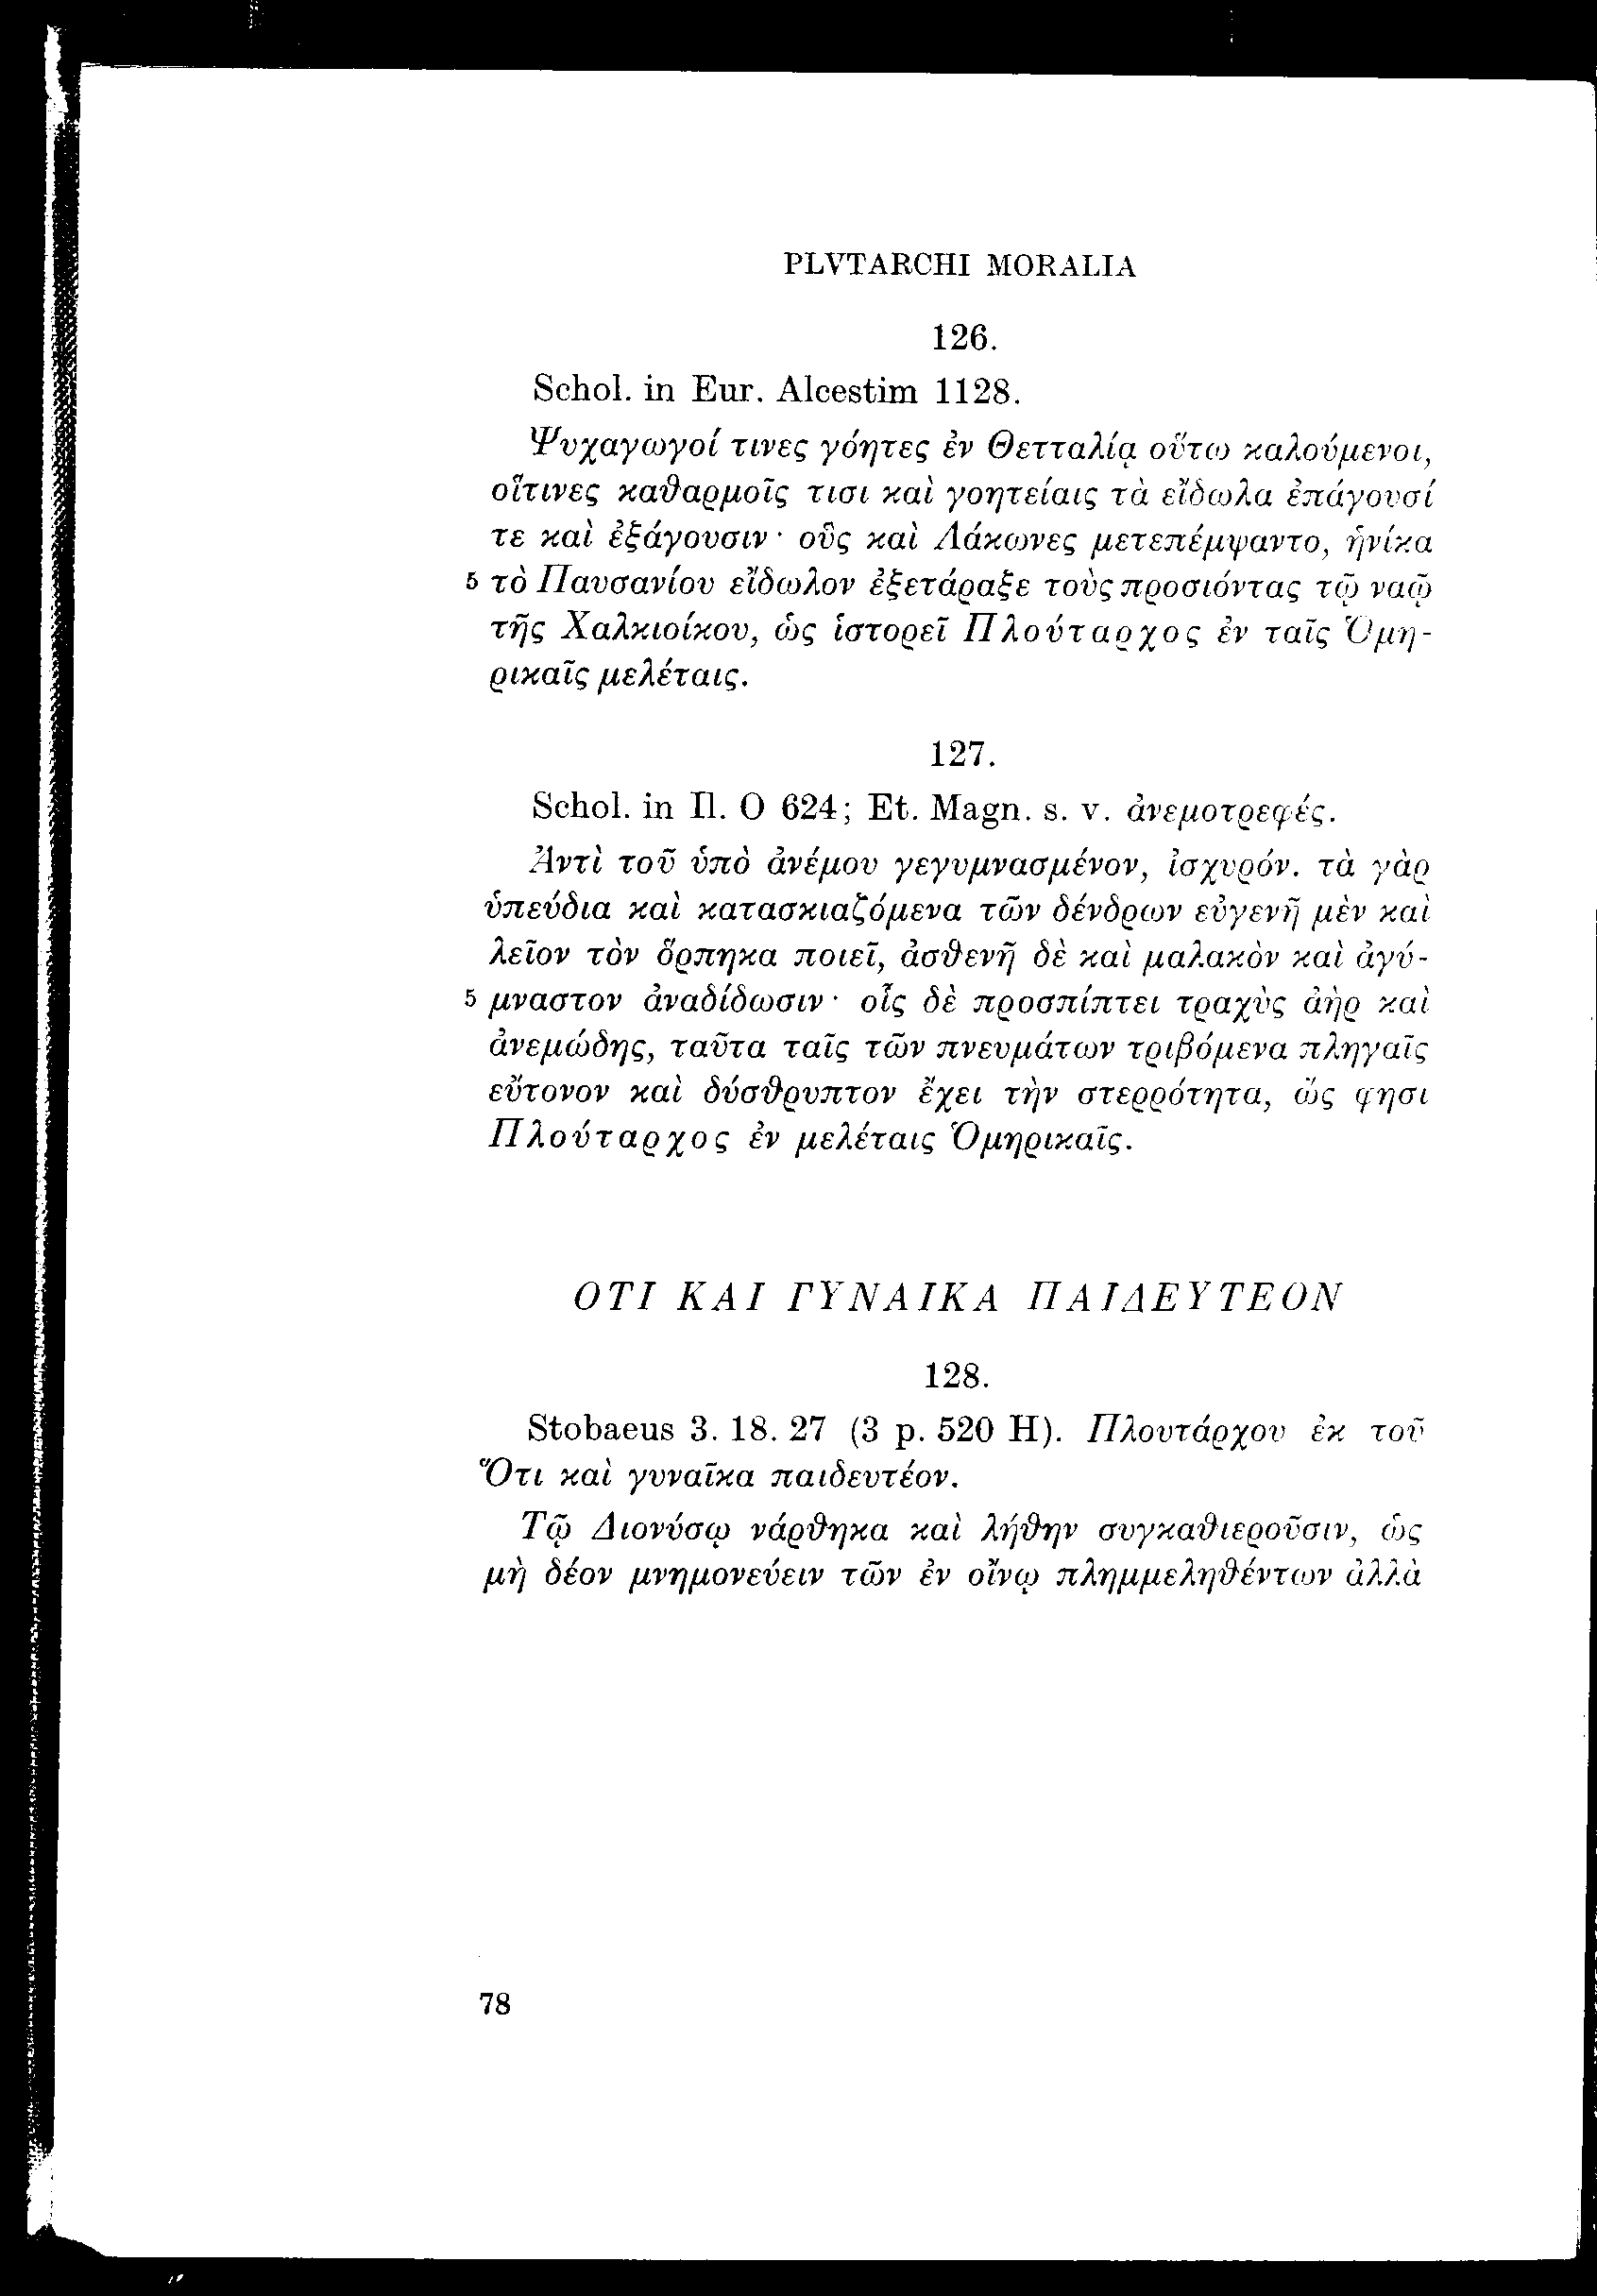 PLVTARCHI MORALIA
126.
Schol. in Eur. Alcestim 1128.
Ψυχαγωγοί τινες γόητες ἐν Θετταλίᾳ οὕτω καλούμενοι,
οἵτινες καθαρμοῖς τισι καὶ γοητείαις τὰ εἴδωλα ἐπάγουσί
τε καὶ ἐξάγουσιν· οὓς καὶ Λάκωνες μετεπέμψαντο, ἡνίκα
5 τὸ Παυσανίου εἴδωλον ἐξετάραξε τοὺς προσιόντας τῷ ναῷ
τῆς Χαλκιοίκου, ὡς ἱστορεῖ Πλούταρχος ἐν ταῖς Ὁμη-
ρικαῖς μελέταις.
127.
Schol. in Il. O 624; Et. Magn. s. v. ἀνεμοτρεφές.
Ἀντὶ τοῦ ὑπὸ ἀνέμου γεγυμνασμένον, ἰσχυρόν. τὰ γὰρ
ὑπεύδια καὶ κατασκιαζόμενα τῶν δένδρων εὐγενῆ μὲν καὶ
λεῖον τὸν ὅρπηκα ποιεῖ, ἀσθενῆ δὲ καὶ μαλακὸν καὶ ἀγύ-
5 μναστον ἀναδίδωσιν· οἷς δὲ προσπίπτει τραχὺς ἀὴρ καὶ
ἀνεμώδης, ταῦτα ταῖς τῶν πνευμάτων τριβόμενα πληγαῖς
εὔτονον καὶ δύσθρυπτον ἔχει τὴν στερρότητα, ὥς φησι
Πλούταρχος ἐν μελέταις Ὁμηρικαῖς.
ΟΤΙ ΚΑΙ ΓΥΝΑΙΚΑ ΠΑΙΔΕΥΤΕΟΝ
128.
Stobaeus 3. 18. 27 (3 p. 520 H). Πλουτάρχου ἐκ τοῦ
Ὅτι καὶ γυναῖκα παιδευτέον.
Τῷ Διονύσῳ νάρθηκα καὶ λήθην συγκαθιεροῦσιν, ὡς
μὴ δέον μνημονεύειν τῶν ἐν οἴνῳ πλημμεληθέντων ἀλλὰ
78